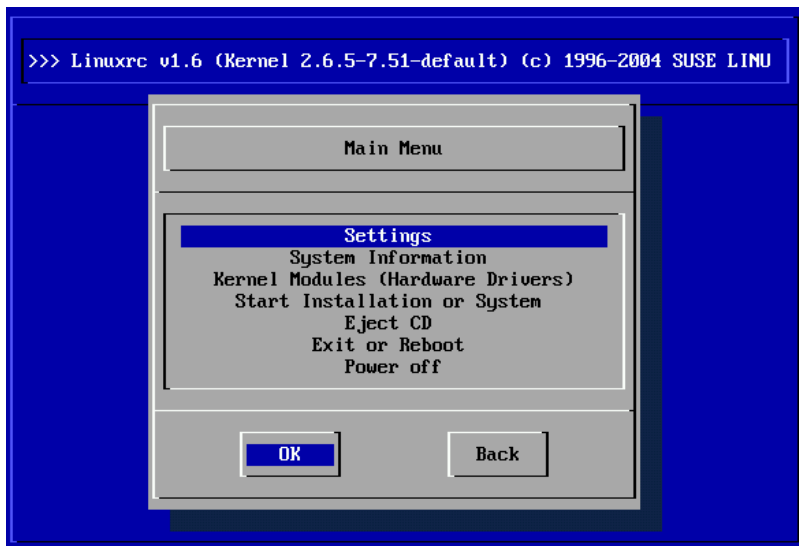 >>> Linuxrc v1.6 (Kernel 2.6.5-7.51-default) (c) 1996-2004 SUSE LINU
Main Menu
Settings
System Information
Kernel Modules (Hardware Drivers)
Start Installation or System
Eject CD
Exit or Reboot
Power off
OK Back